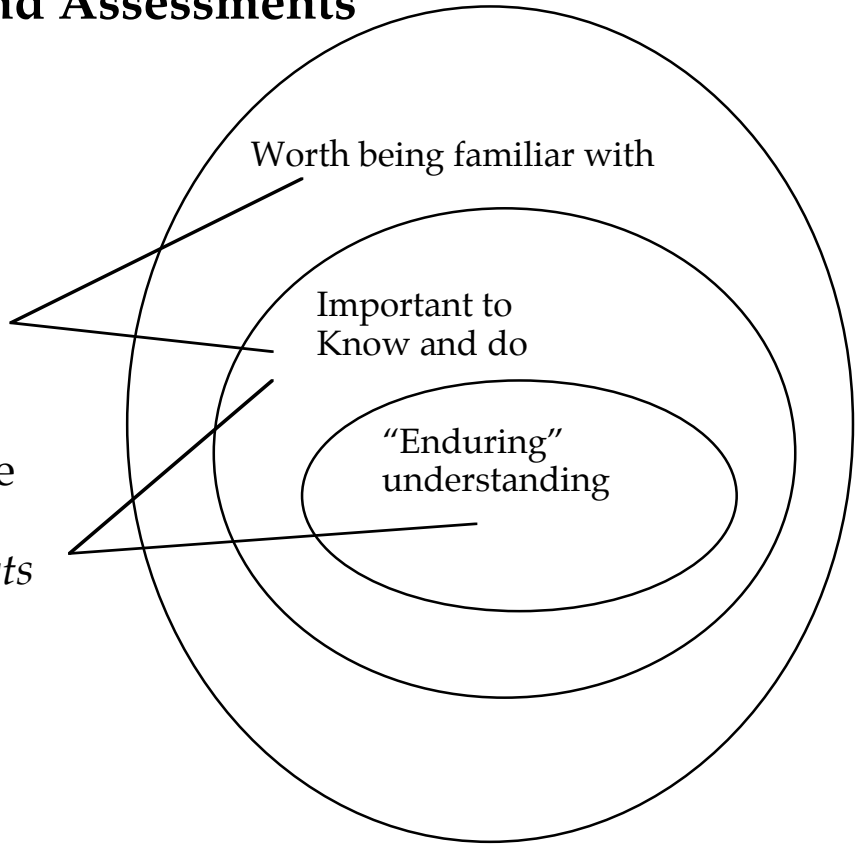 nd Assessments
Worth being familiar with
Important to
Know and do
“Enduring”
understanding
e
ts